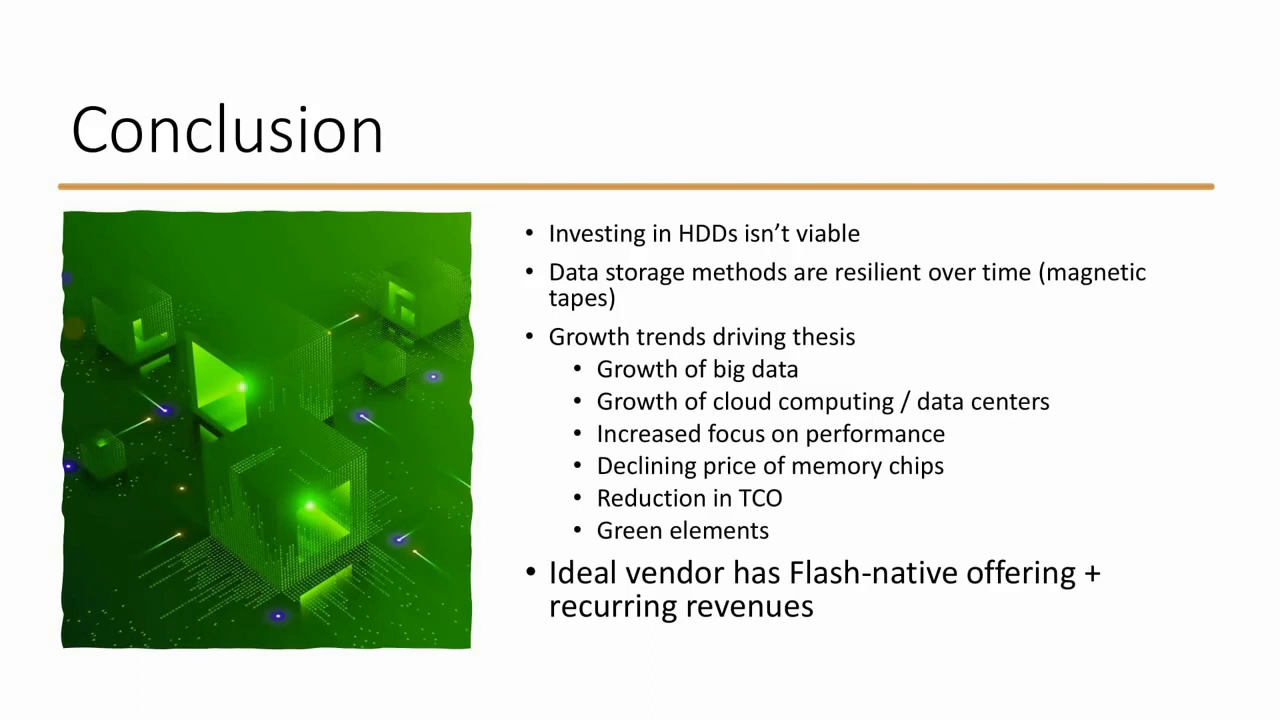 Conclusion
• Investing in HDDs isn’t viable
• Data storage methods are resilient over time (magnetic
tapes)
• Growth trends driving thesis
• Growth of big data
• Growth of cloud computing / data centers
• Increased focus on performance
• Declining price of memory chips
• Reduction in TCO
• Green elements
• Ideal vendor has Flash-native offering +
recurring revenues